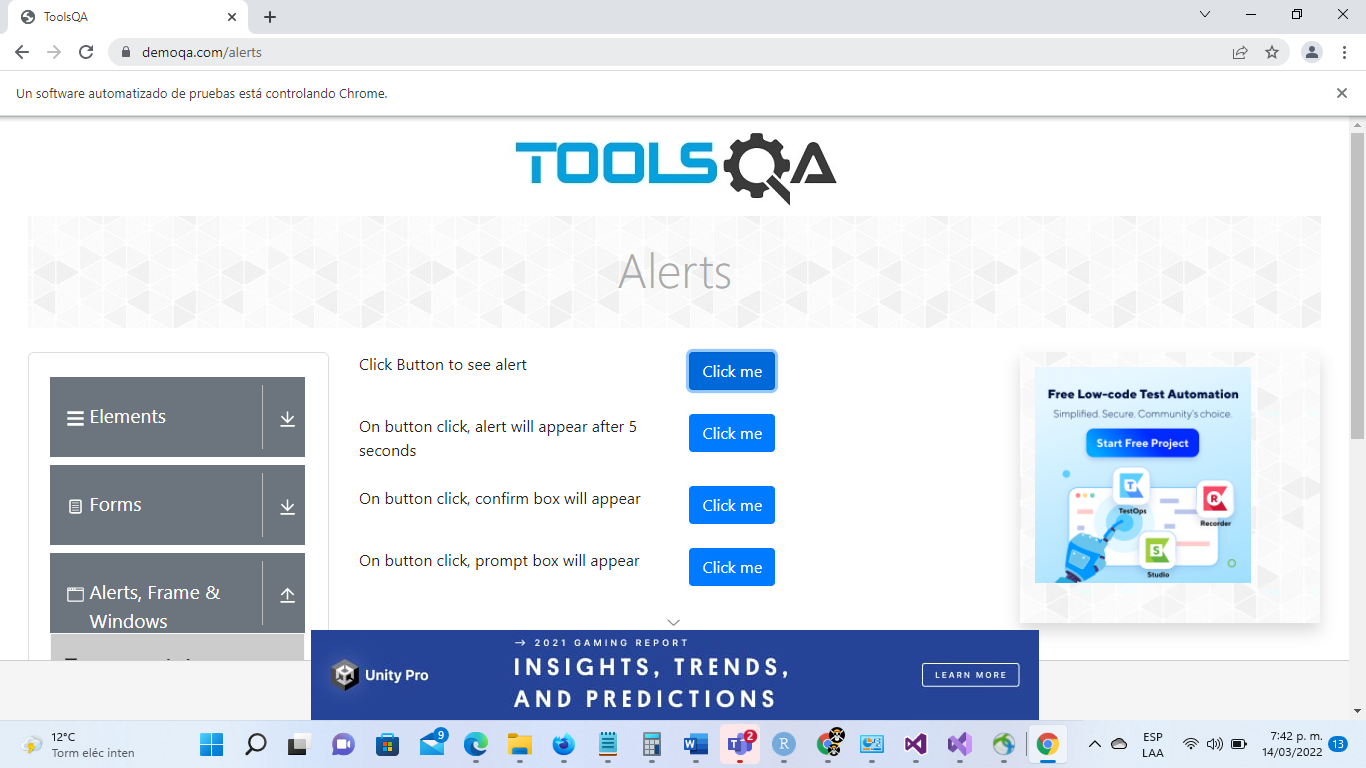 ToolsQA
demoqa.com/alerts
Un software automatizado de pruebas está controlando Chrome.
TOOLSQA
Alerts
Elements
Forms
Alerts, Frame &
Windows
Click Button to see alert
Click me
On button click, alert will appear after 5
seconds
Click me
On button click, confirm box will appear
Click me
On button click, prompt box will appear
Click me
Free Low-code Test Automation
Simplified. Secure. Community's choice.
Start Free Project
TestOps
Recorder
Studio
Unity Pro
→ 2021 GAMING REPORT
INSIGHTS, TRENDS,
AND PREDICTIONS
LEARN MORE
12°C
Torm eléc inten
9
2
ESP
LAA
7:42 p. m.
14/03/2022
13